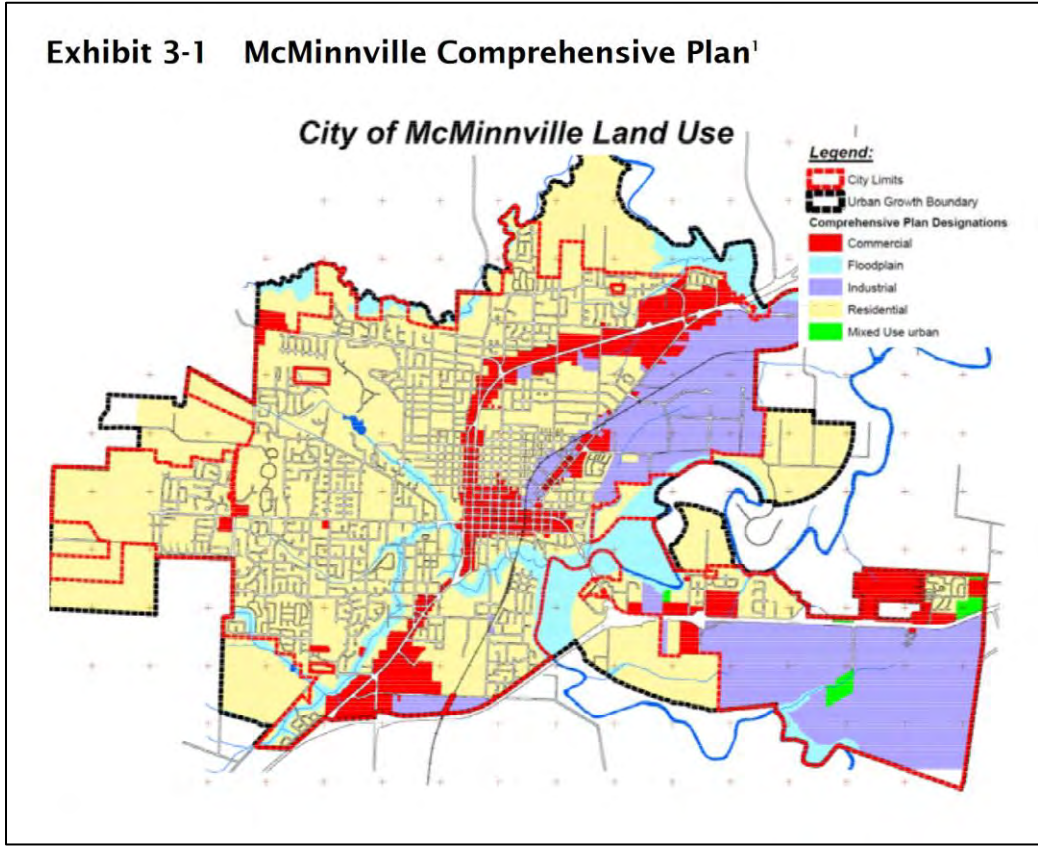 Exhibit 3-1 McMinnville Comprehensive Plan¹
City of McMinnville Land Use
Legend:
City Limits
Urban Growth Boundary
Comprehensive Plan Designations
Commercial
Floodplain
Industrial
Residential
Mixed Use urban